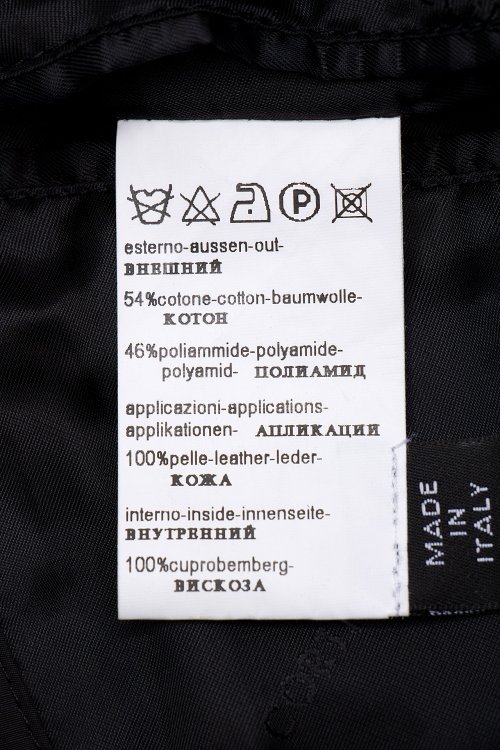 P
esterno-aussen-out-
ВНЕШНИЙ
54%cotone-cotton-baumwolle-
КОТОН
46%poliammide-polyamide-
polyamid- ПОЛИАМИД
applicazioni-applications-
applikationen- АПЛИКАЦИИ
100%pelle-leather-leder-
КОЖА
interno-inside-innenseite-
ВНУТРЕННИЙ
100%cuprobemberg-
ВИСКОЗА
MADE
IN
ITALY